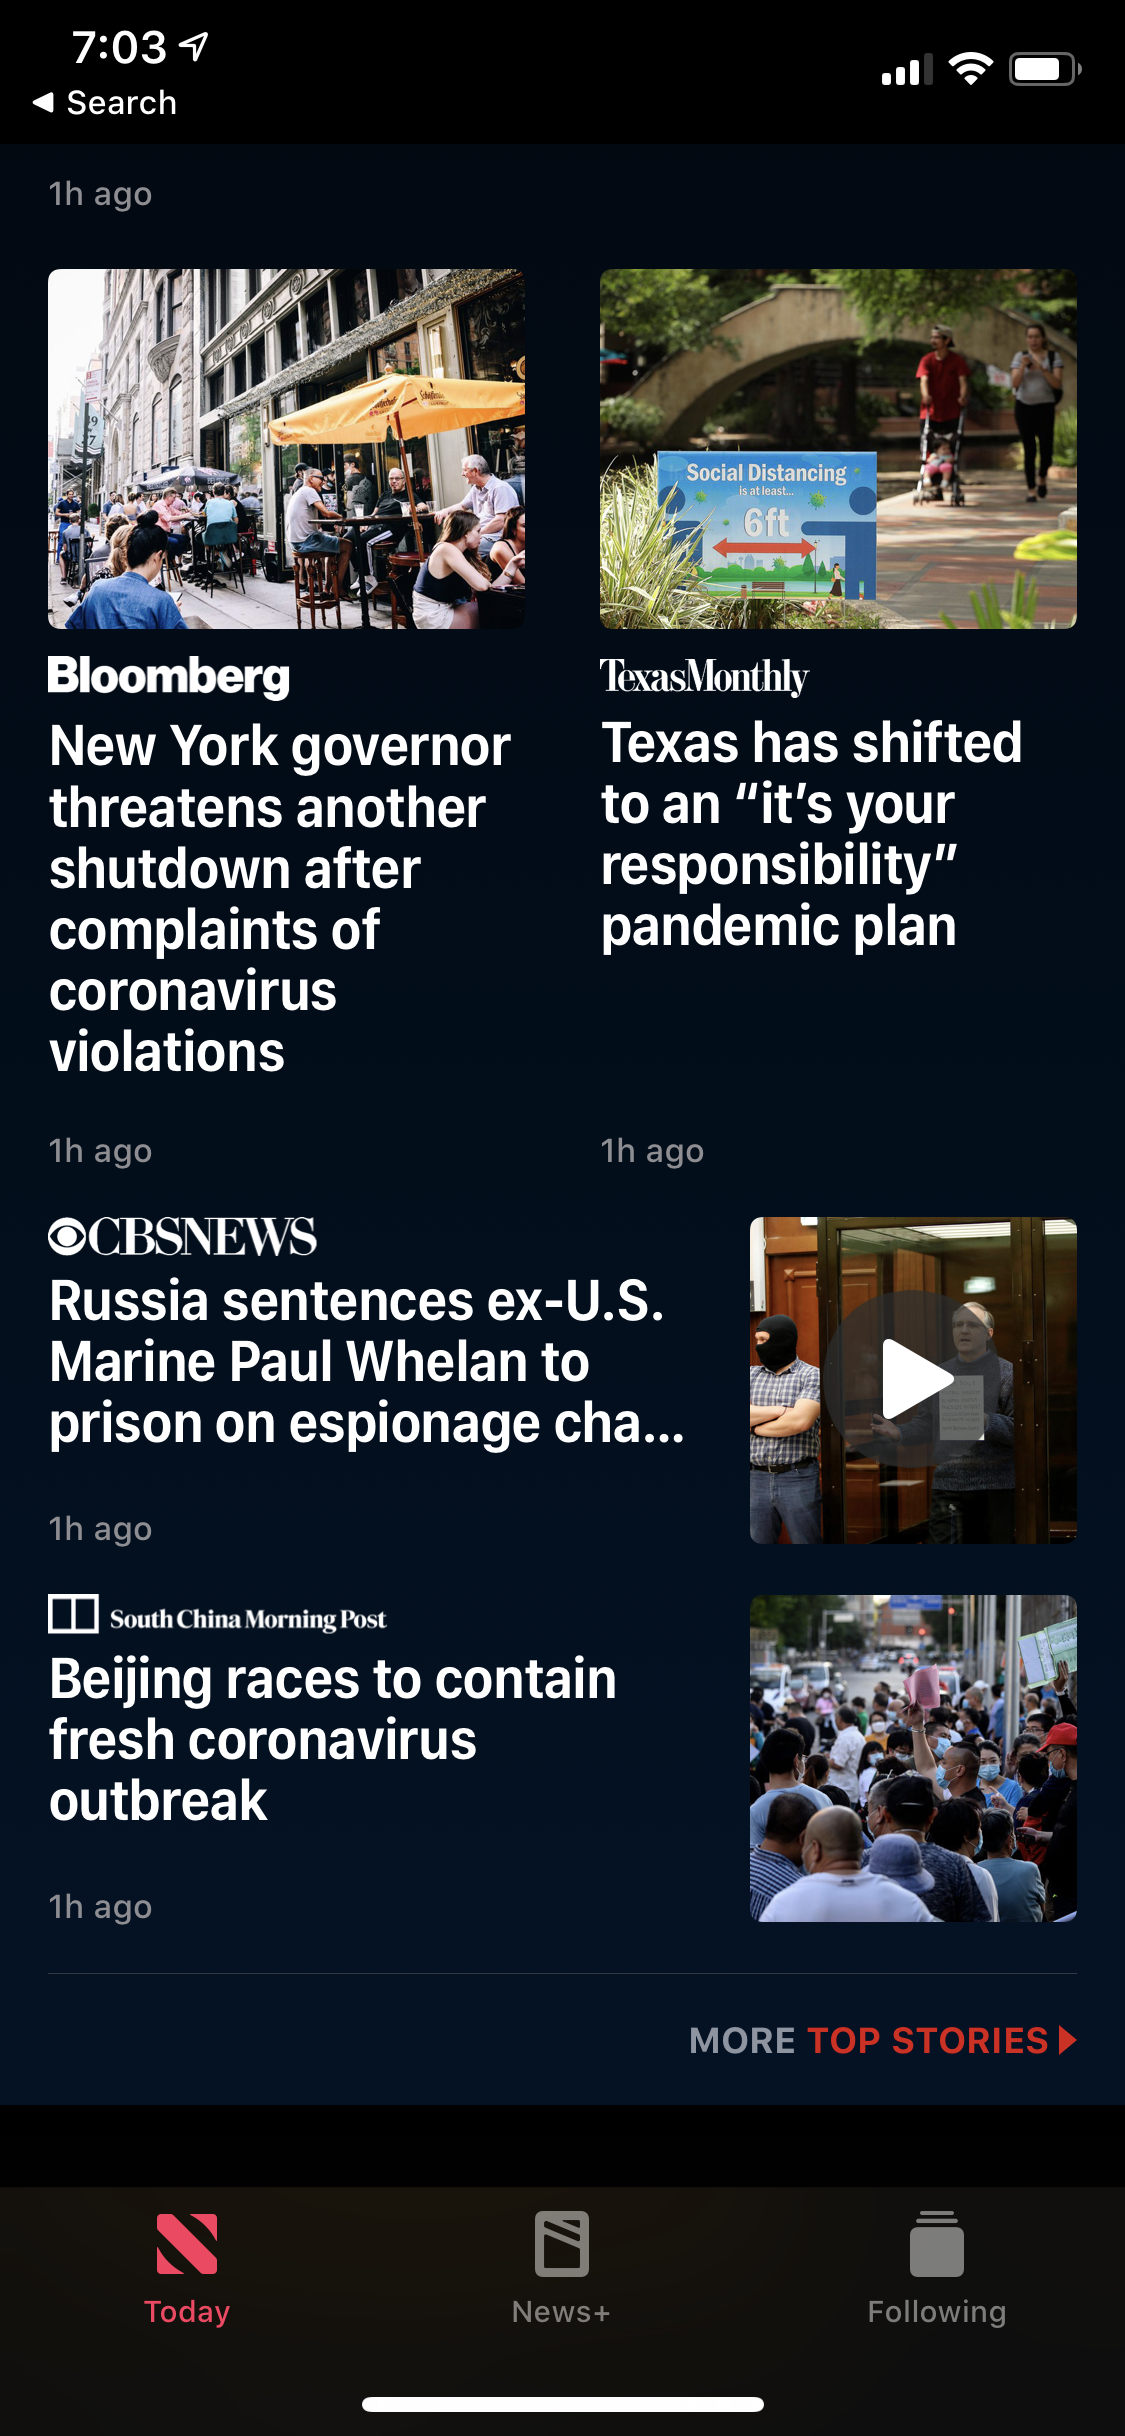 7:03
Search
1h ago
Social Distancing
is at least...
6ft
Bloomberg
New York governor
threatens another
shutdown after
complaints of
coronavirus
violations
1h ago
TexasMonthly
Texas has shifted
to an “it’s your
responsibility”
pandemic plan
1h ago
CBSNEWS
Russia sentences ex-U.S.
Marine Paul Whelan to
prison on espionage cha...
1h ago
South China Morning Post
Beijing races to contain
fresh coronavirus
outbreak
1h ago
MORE TOP STORIES
Today
News+
Following